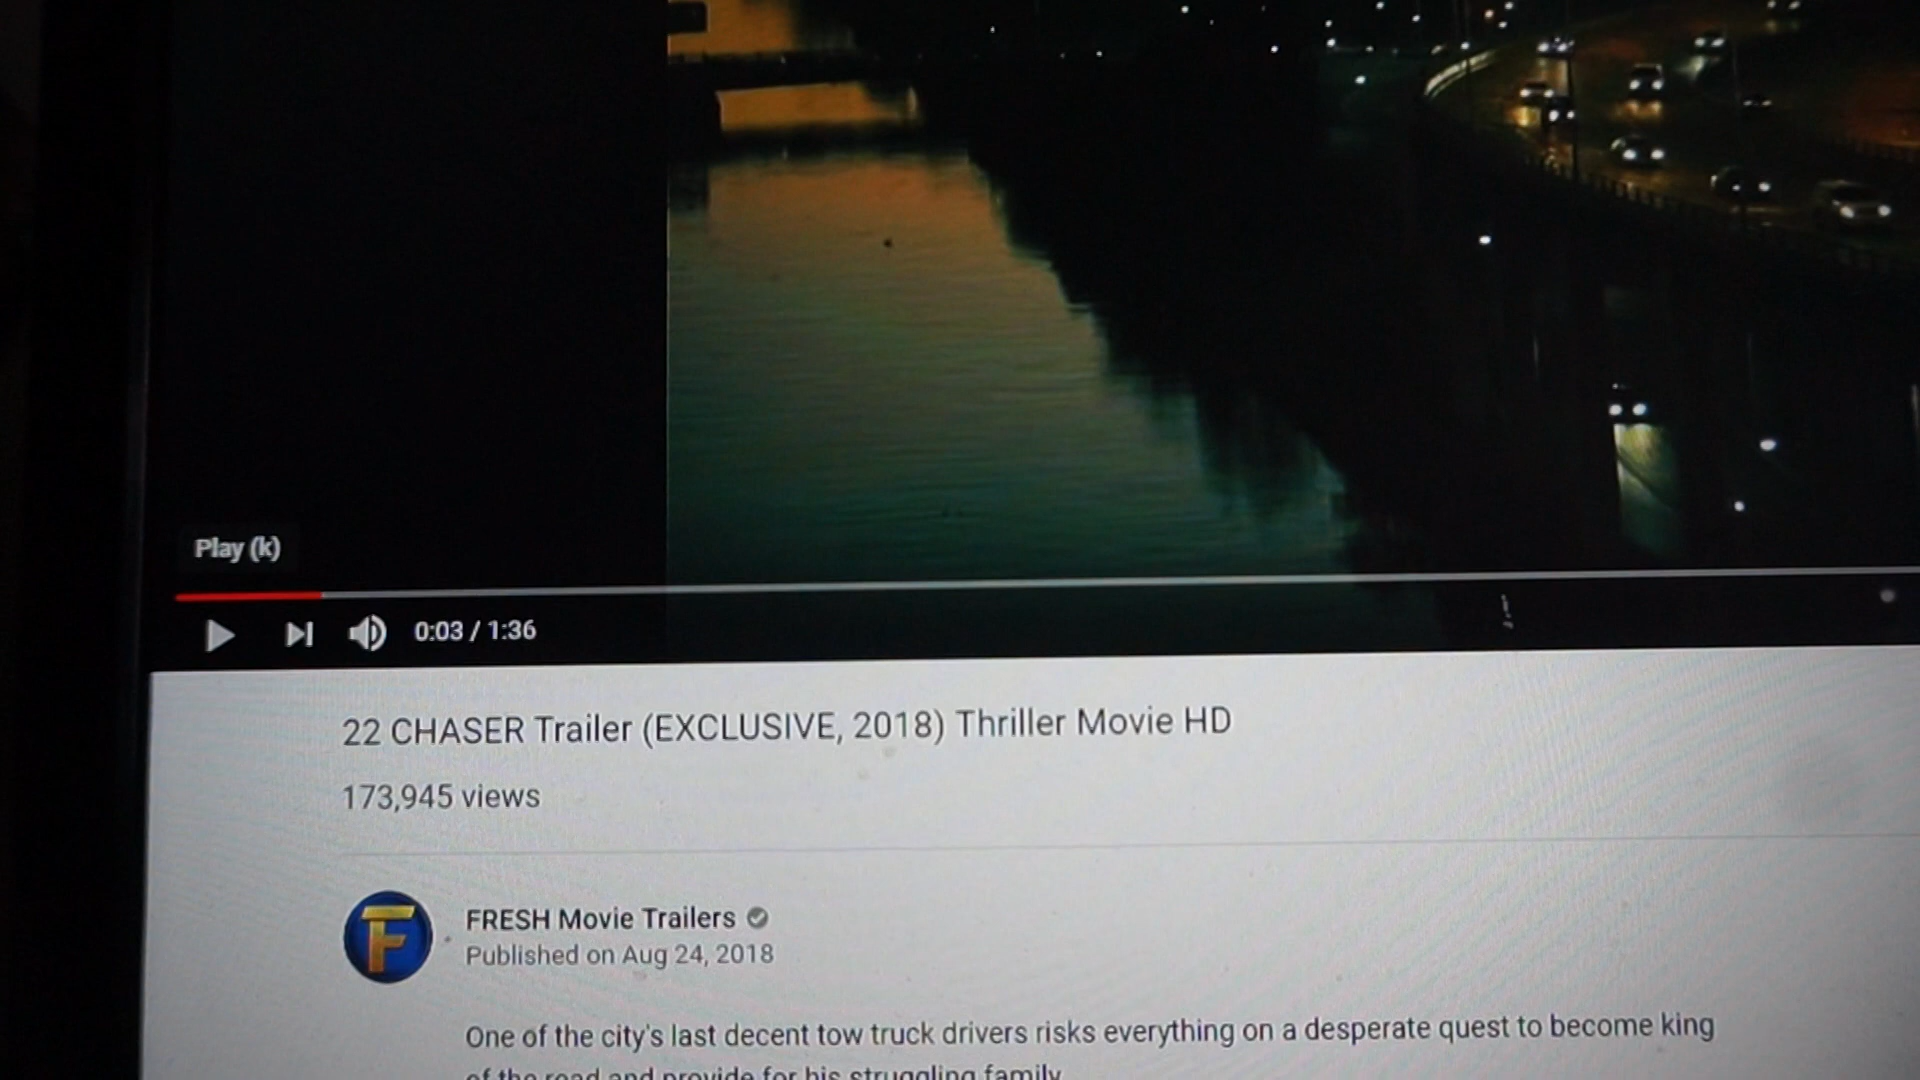 Play (k)
0:03 / 1:36
22 CHASER Trailer (EXCLUSIVE, 2018) Thriller Movie HD
173,945 views
F
FRESH Movie Trailers
Published on Aug 24, 2018
One of the city's last decent tow truck drivers risks everything on a desperate quest to become king
of the road and provide for his struggling family